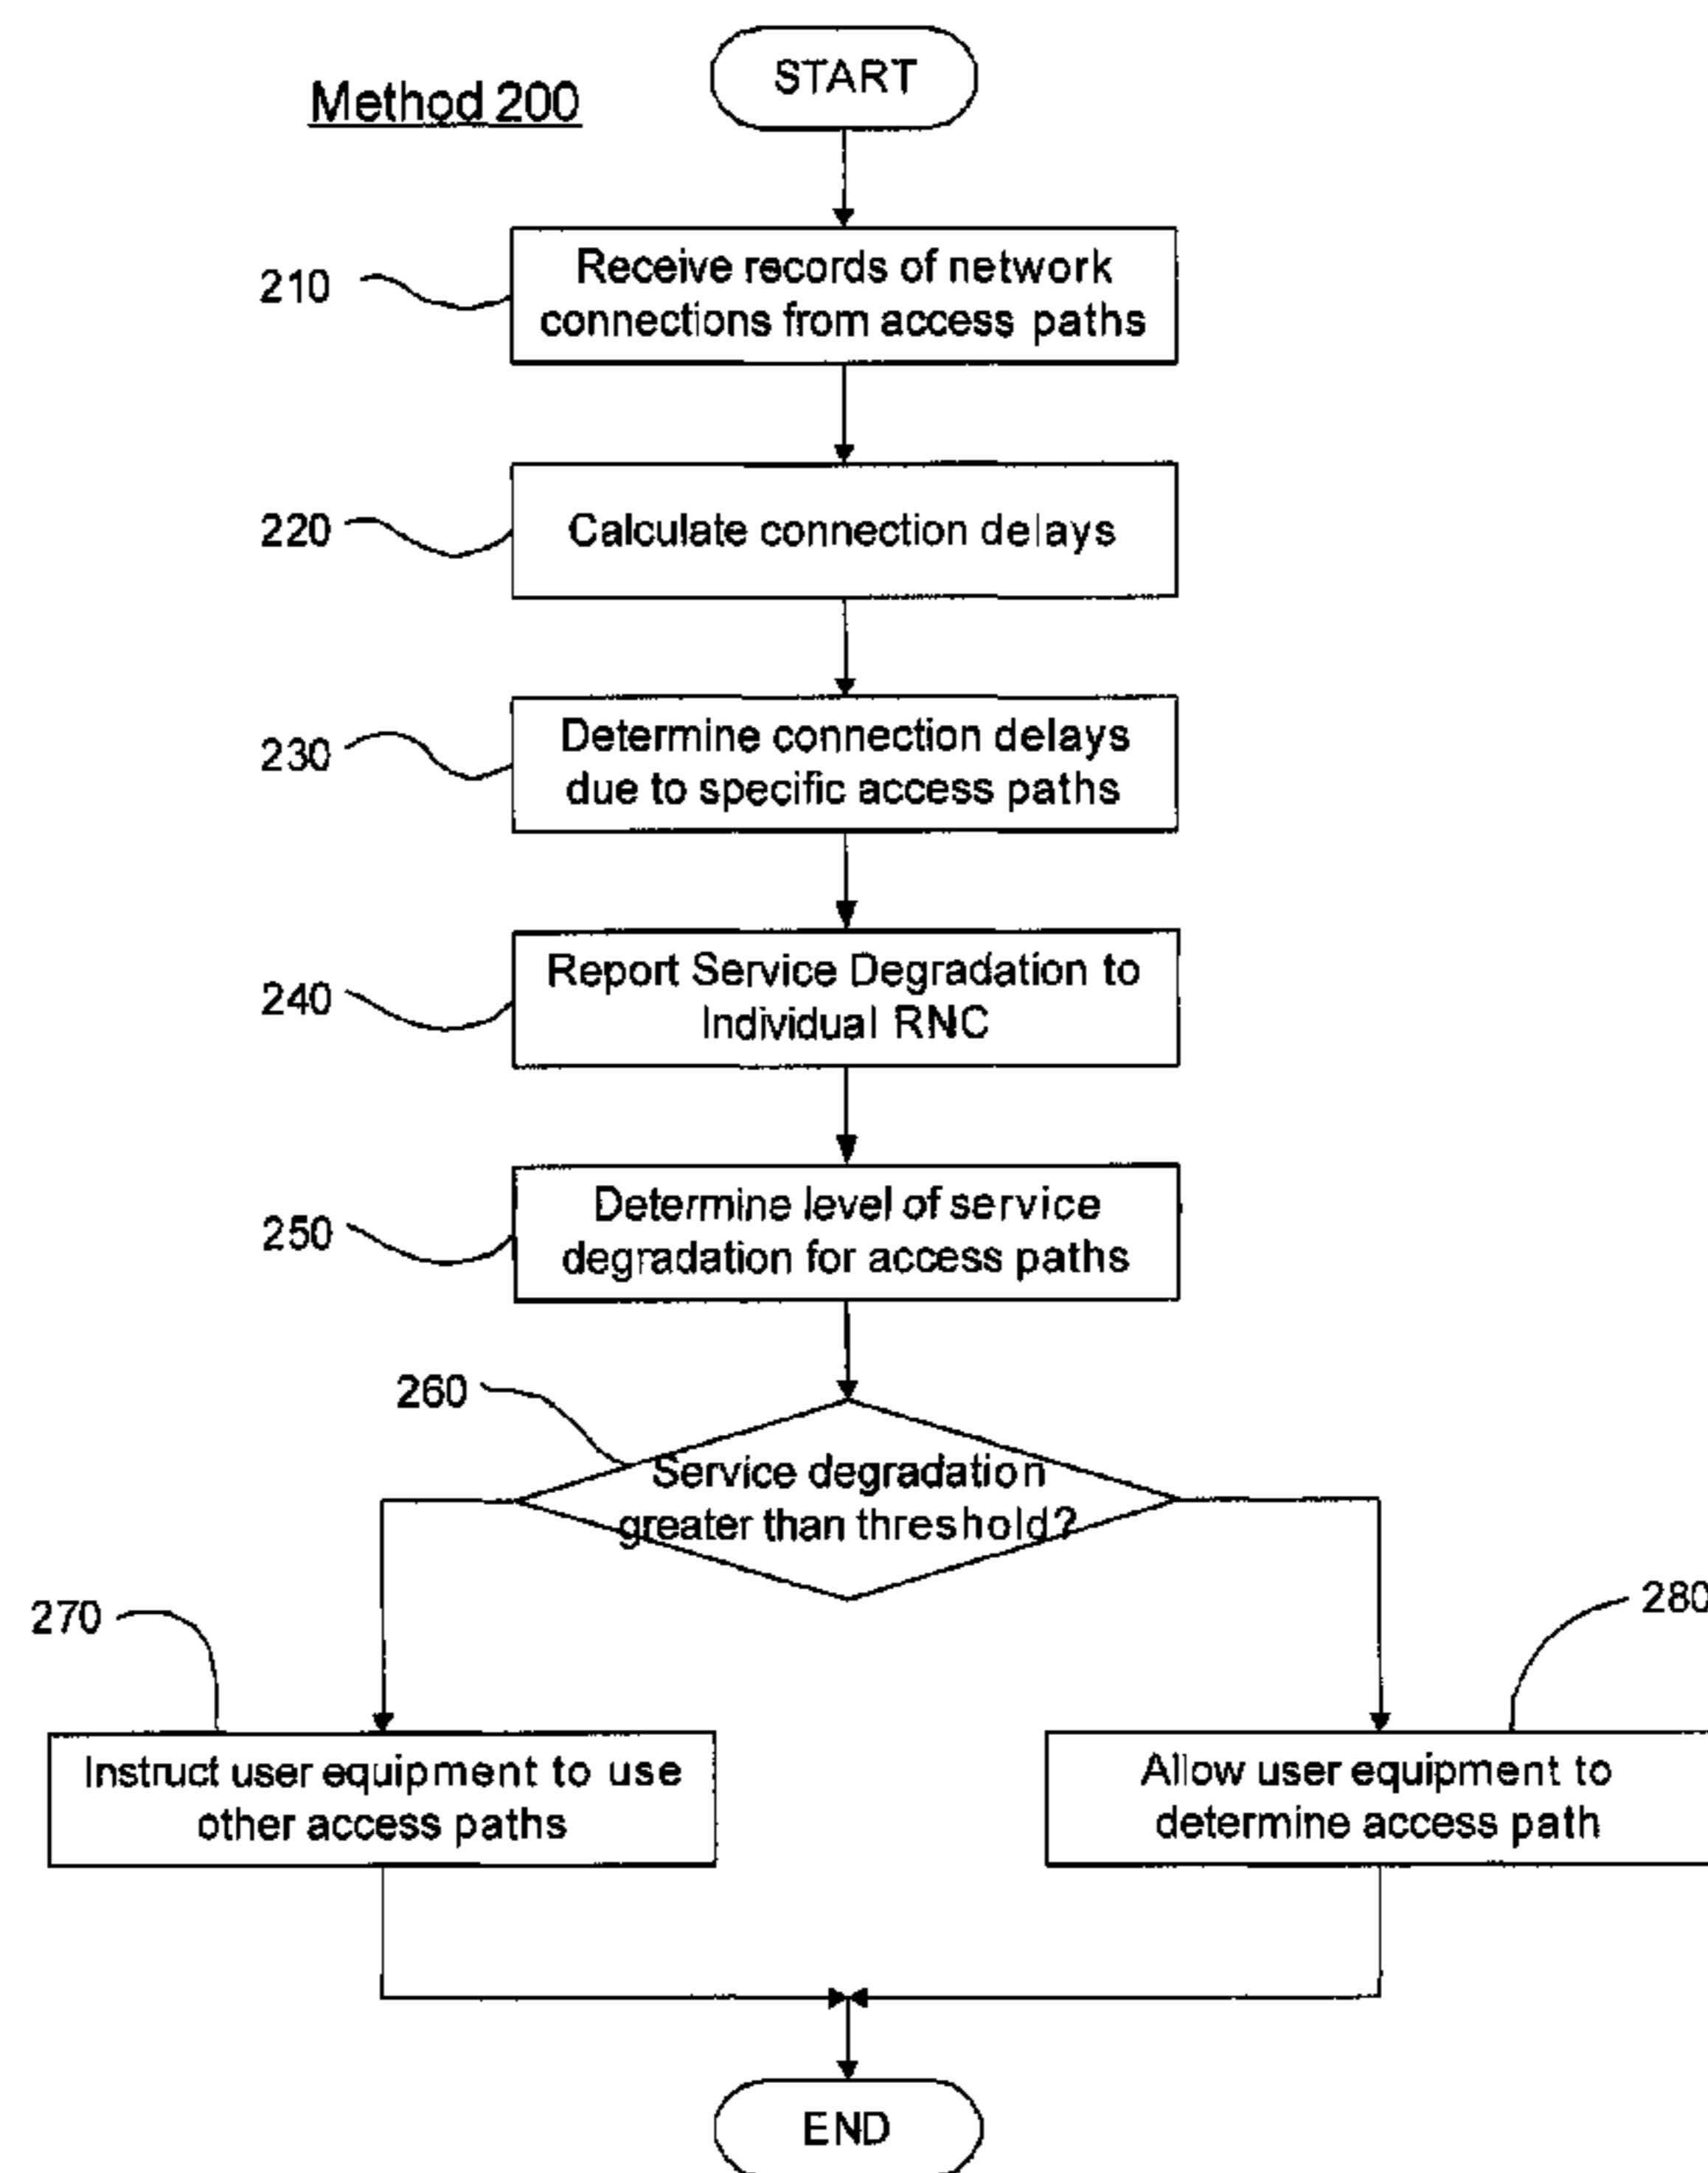 START
Method 200
210
Receive records of network
connections from access paths
220
Calculate connection delays
230
Determine connection delays
due to specific access paths
240
Report Service Degradation to
Individual RNC
250
Determine level of service
degradation for access paths
260
Service degradation
greater than threshold?
270
280
Instruct user equipment to use
other access paths
Allow user equipment to
determine access path
END